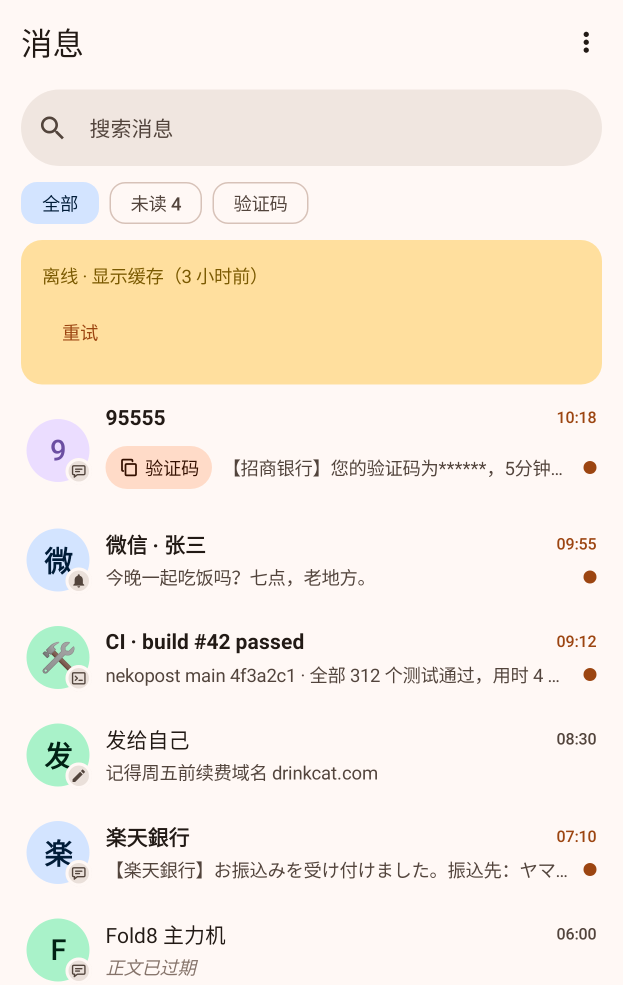 消息
搜索消息
全部 未读 4 验证码
离线 · 显示缓存（3 小时前）
重试
9 95555 10:18
验证码 【招商银行】您的验证码为******，5分钟…
微 微信 · 张三 09:55
今晚一起吃饭吗？七点，老地方。
CI · build #42 passed 09:12
nekopost main 4f3a2c1 · 全部 312 个测试通过，用时 4 …
发 发给自己 08:30
记得周五前续费域名 drinkcat.com
楽 楽天銀行 07:10
【楽天銀行】お振込みを受け付けました。振込先：ヤマ…
F Fold8 主力机 06:00
正文已过期